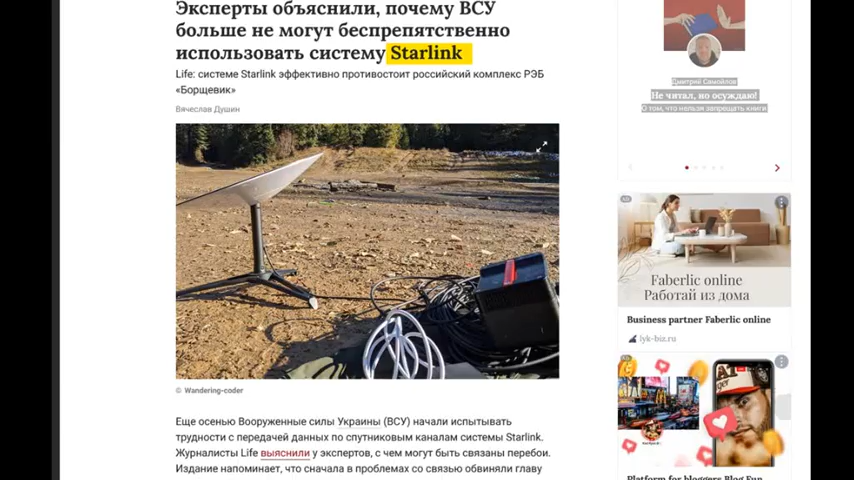 Эксперты объяснили, почему ВСУ
больше не могут беспрепятственно
использовать систему Starlink
Life: системе Starlink эффективно противостоит российский комплекс РЭБ
«Борщевик»
Вячеслав Душин
© Wandering-coder
Еще осенью Вооруженные силы Украины (ВСУ) начали испытывать
трудности с передачей данных по спутниковым каналам системы Starlink.
Журналисты Life выяснили у экспертов, с чем могут быть связаны перебои.
Издание напоминает, что сначала в проблемах со связью обвиняли главу
Дмитрий Самойлов
Не читал, но осуждаю!
О том, что нельзя запрещать книги
Faberlic online
Работай из дома
Business partner Faberlic online
lyk-biz.ru
Platform for bloggers Blog Fun